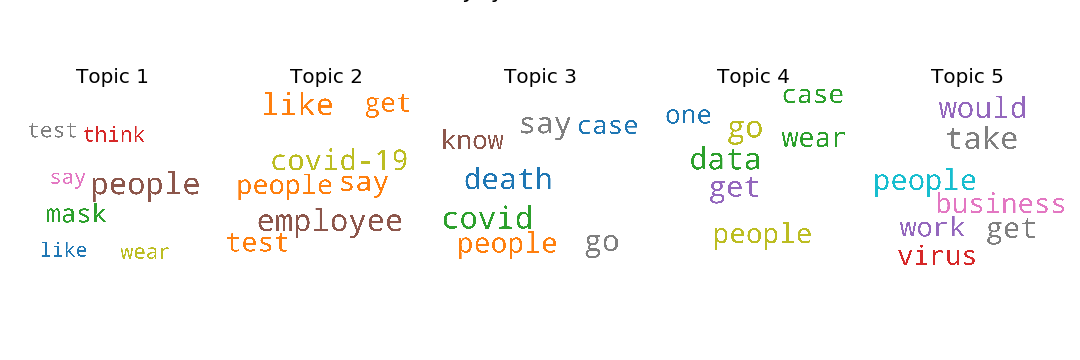 Topic 1
test think
say people
mask
like wear
Topic 2
like get
covid-19
people say
employee
test
Topic 3
say case
know
death
covid
people go
Topic 4
case
one go
wear
data
get
people
Topic 5
would
take
people
business
work get
virus